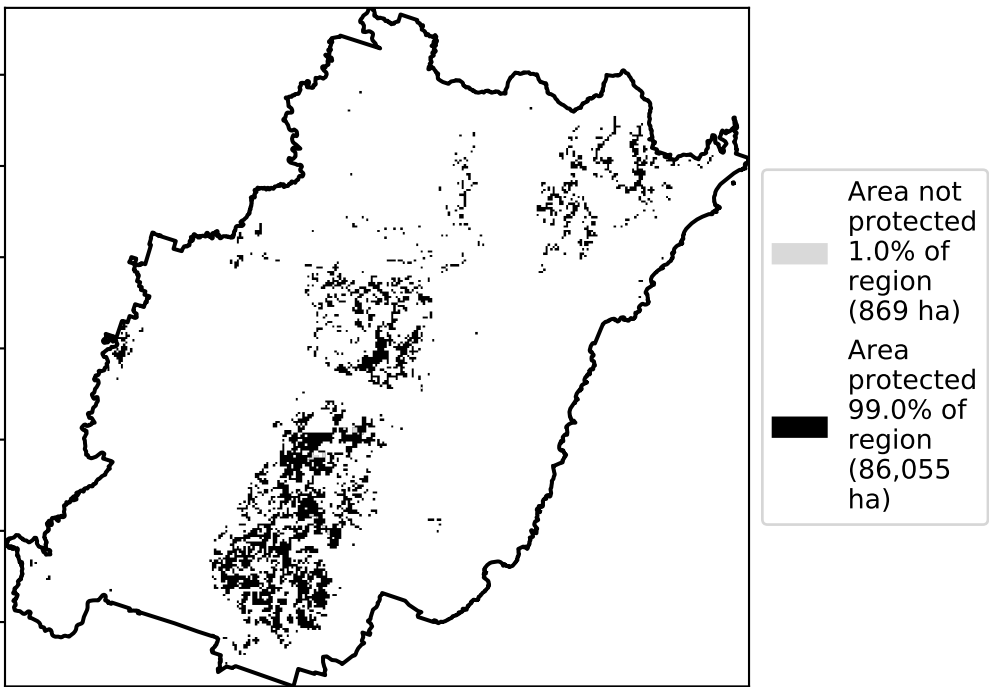 Area not
protected
1.0% of
region
(869 ha)
Area
protected
99.0% of
region
(86,055
ha)